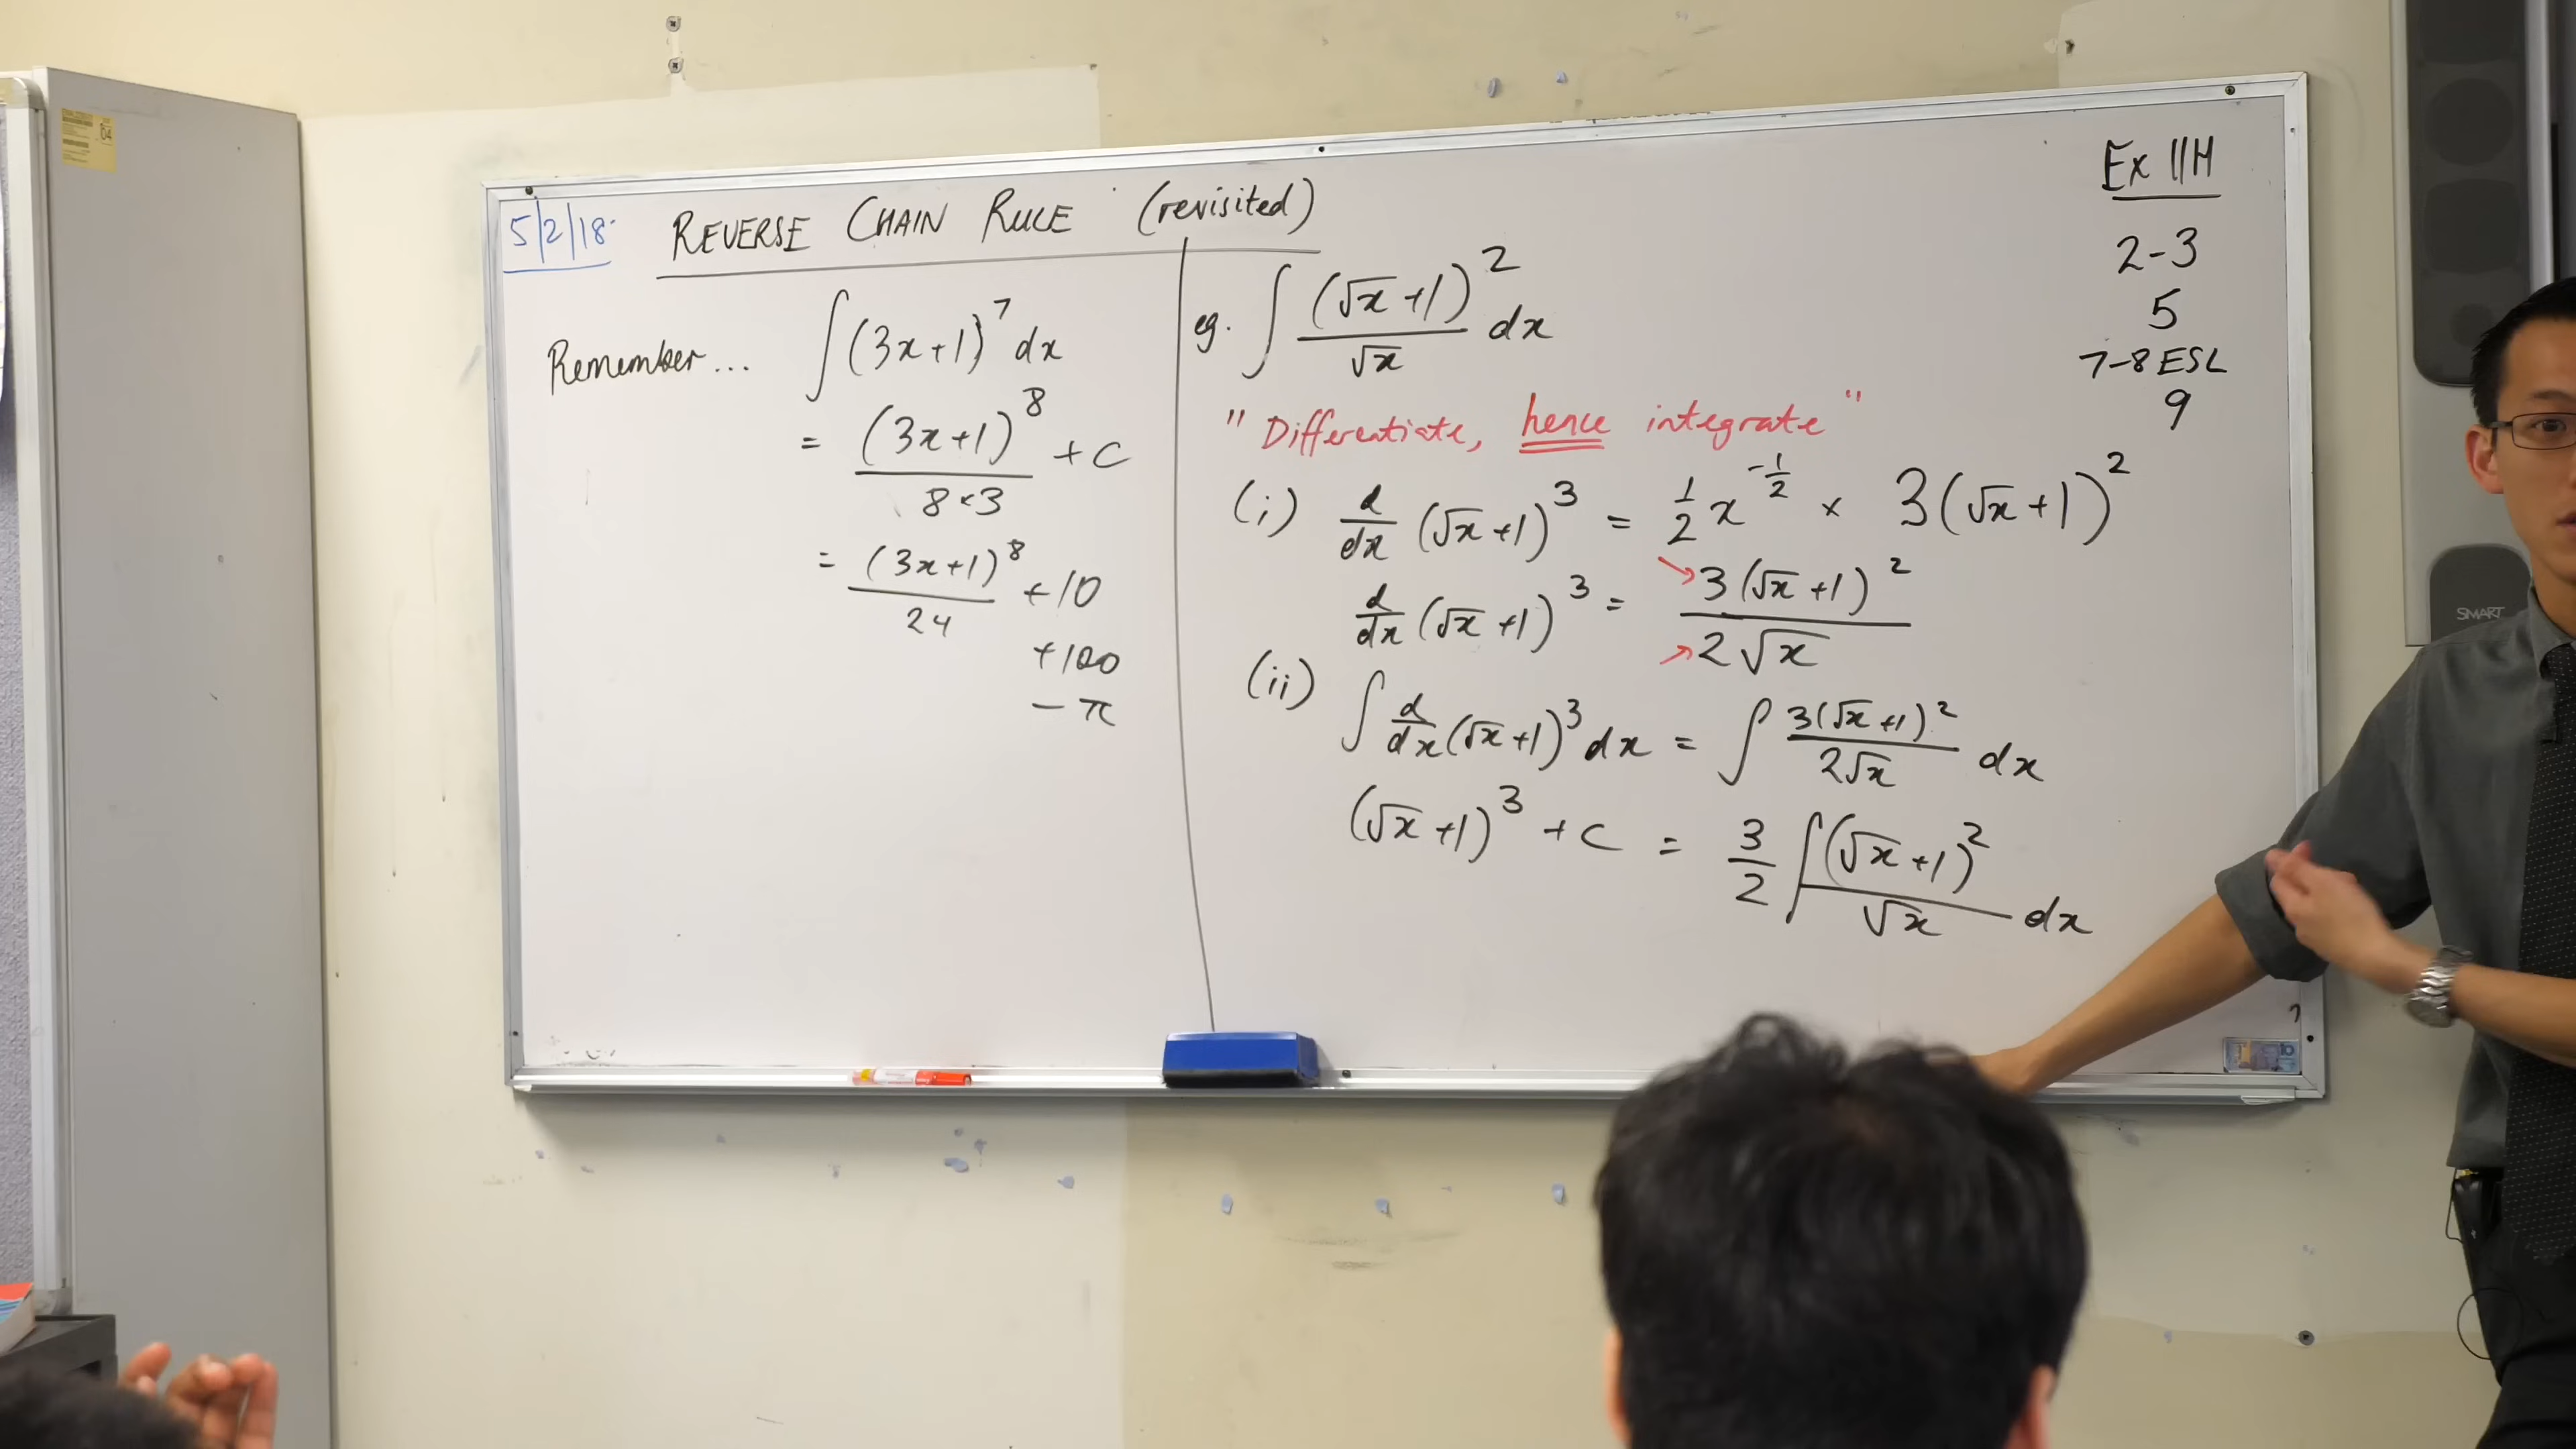 5/2/18
REVERSE CHAIN RULE (revisited)
Remember... ∫(3x+1)⁷ dx
= (3x+1)⁸/(8×3) + C
= (3x+1)⁸/24 + 10
+100
− π
eg. ∫ (√x+1)²/√x dx
"Differentiate, hence integrate"
(i) d/dx (√x+1)³ = ½x^(-½) × 3(√x+1)²
d/dx (√x+1)³ = 3(√x+1)²/(2√x)
(ii) ∫ d/dx (√x+1)³ dx = ∫ 3(√x+1)²/(2√x) dx
(√x+1)³ + C = 3/2 ∫ (√x+1)²/√x dx
Ex 11H
2-3
5
7-8 ESL
9
SMART